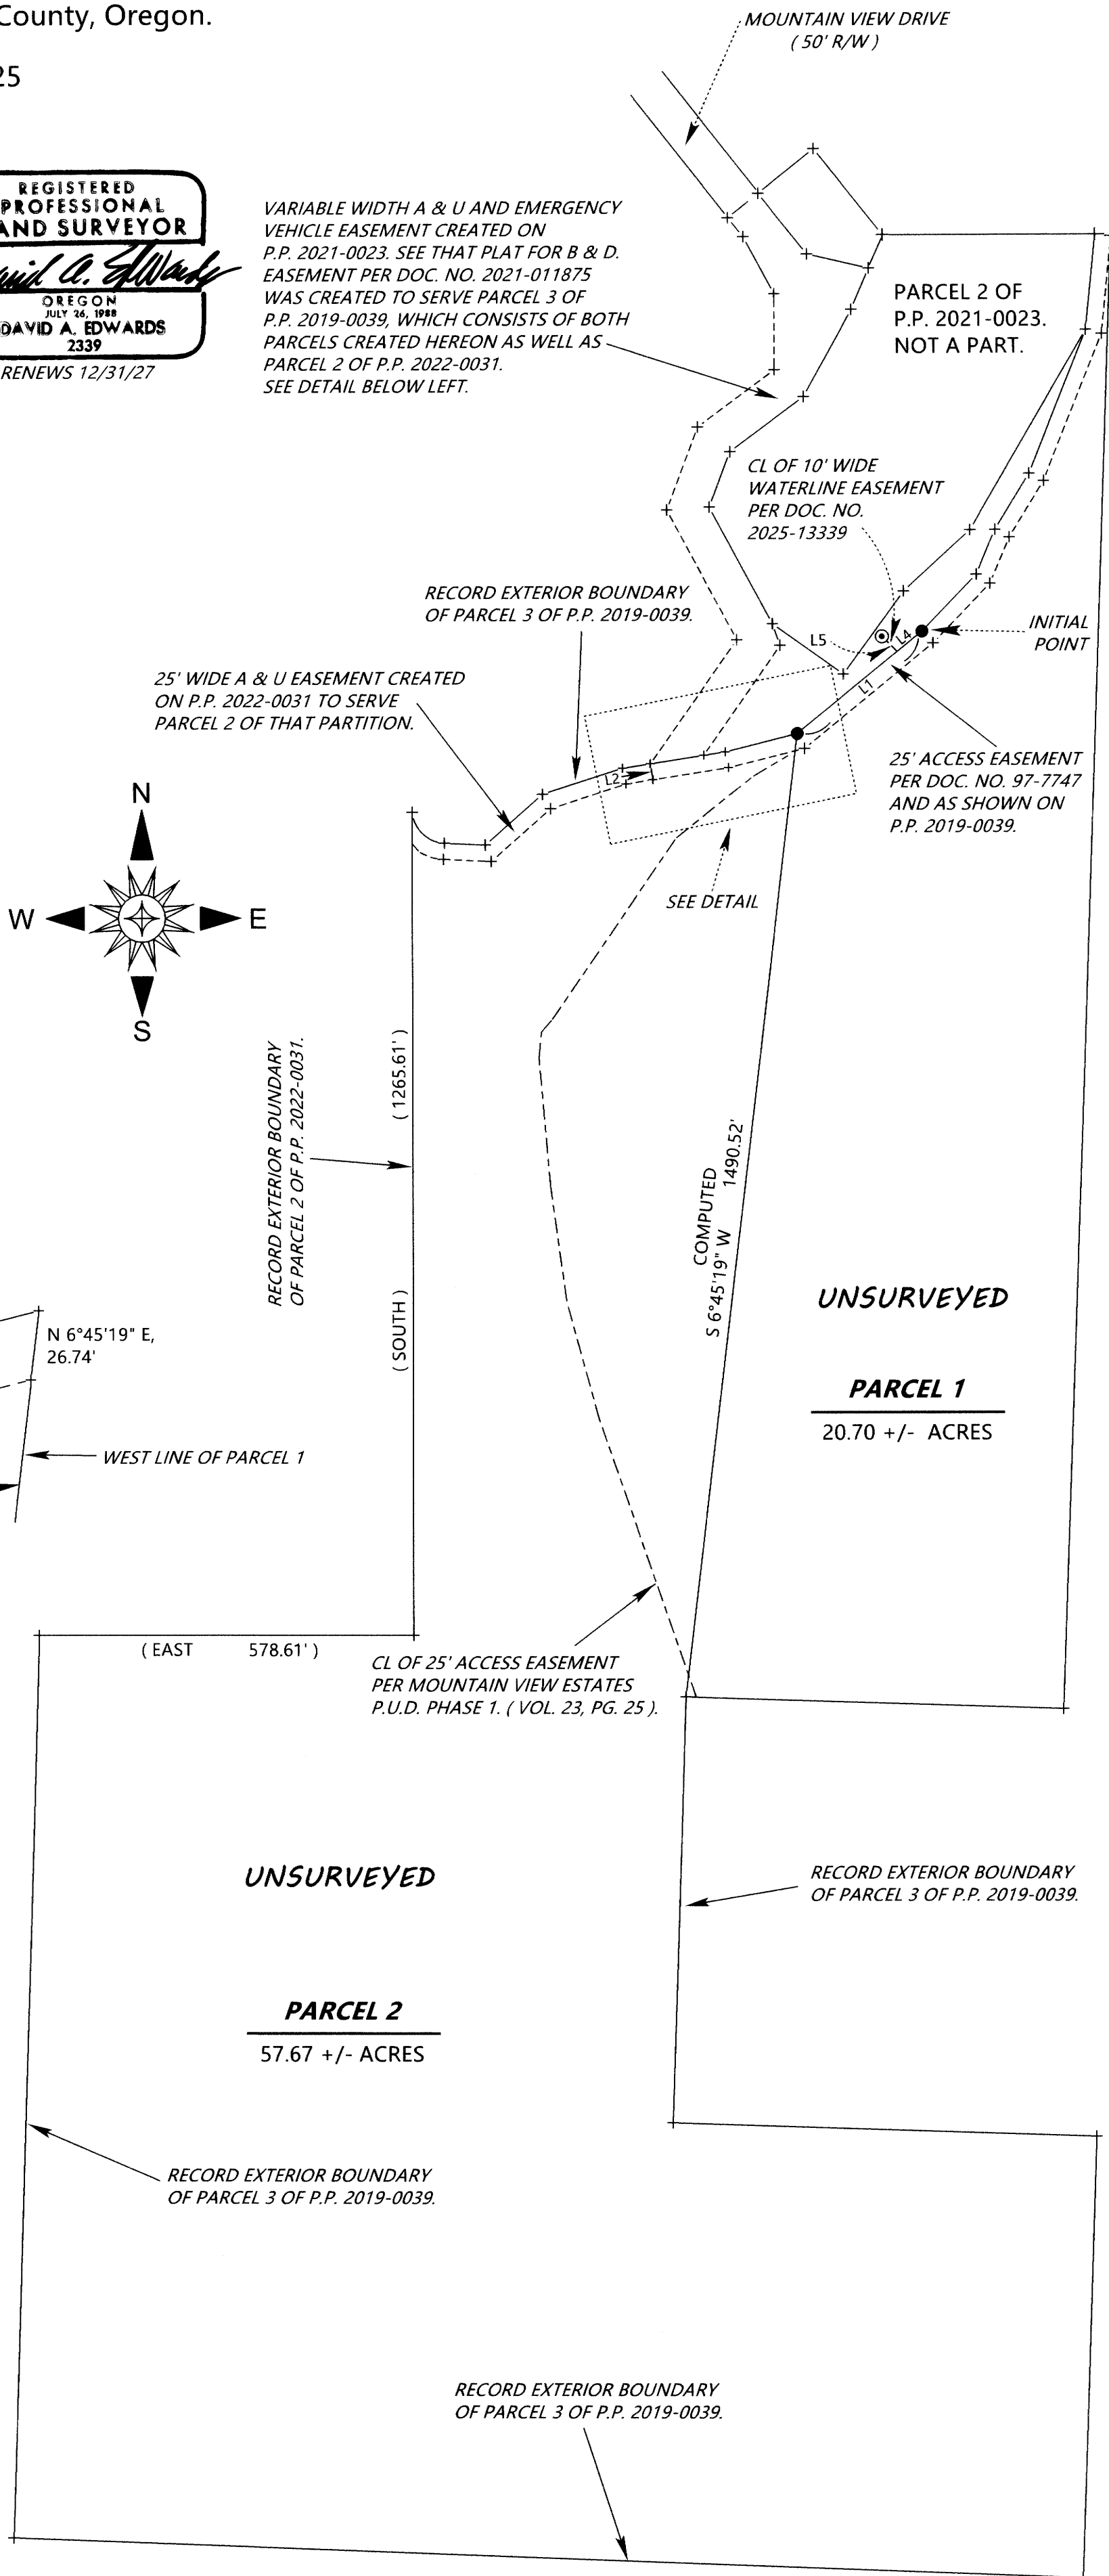 County, Oregon.
25
MOUNTAIN VIEW DRIVE
( 50' R/W )
REGISTERED
PROFESSIONAL
LAND SURVEYOR
David A. Edwards
OREGON
JULY 26, 1988
DAVID A. EDWARDS
2339
RENEWS 12/31/27
VARIABLE WIDTH A & U AND EMERGENCY
VEHICLE EASEMENT CREATED ON
P.P. 2021-0023. SEE THAT PLAT FOR B & D.
EASEMENT PER DOC. NO. 2021-011875
WAS CREATED TO SERVE PARCEL 3 OF
P.P. 2019-0039, WHICH CONSISTS OF BOTH
PARCELS CREATED HEREON AS WELL AS
PARCEL 2 OF P.P. 2022-0031.
SEE DETAIL BELOW LEFT.
PARCEL 2 OF
P.P. 2021-0023.
NOT A PART.
CL OF 10' WIDE
WATERLINE EASEMENT
PER DOC. NO.
2025-13339
RECORD EXTERIOR BOUNDARY
OF PARCEL 3 OF P.P. 2019-0039.
L5
L4
INITIAL
POINT
L1
25' WIDE A & U EASEMENT CREATED
ON P.P. 2022-0031 TO SERVE
PARCEL 2 OF THAT PARTITION.
L2
25' ACCESS EASEMENT
PER DOC. NO. 97-7747
AND AS SHOWN ON
P.P. 2019-0039.
SEE DETAIL
N
W
E
S
RECORD EXTERIOR BOUNDARY
OF PARCEL 2 OF P.P. 2022-0031.
( 1265.61' )
( SOUTH )
COMPUTED
S 6°45'19" W 1490.52'
N 6°45'19" E,
26.74'
WEST LINE OF PARCEL 1
UNSURVEYED
PARCEL 1
20.70 +/- ACRES
( EAST 578.61' )
CL OF 25' ACCESS EASEMENT
PER MOUNTAIN VIEW ESTATES
P.U.D. PHASE 1. ( VOL. 23, PG. 25 ).
UNSURVEYED
PARCEL 2
57.67 +/- ACRES
RECORD EXTERIOR BOUNDARY
OF PARCEL 3 OF P.P. 2019-0039.
RECORD EXTERIOR BOUNDARY
OF PARCEL 3 OF P.P. 2019-0039.
RECORD EXTERIOR BOUNDARY
OF PARCEL 3 OF P.P. 2019-0039.